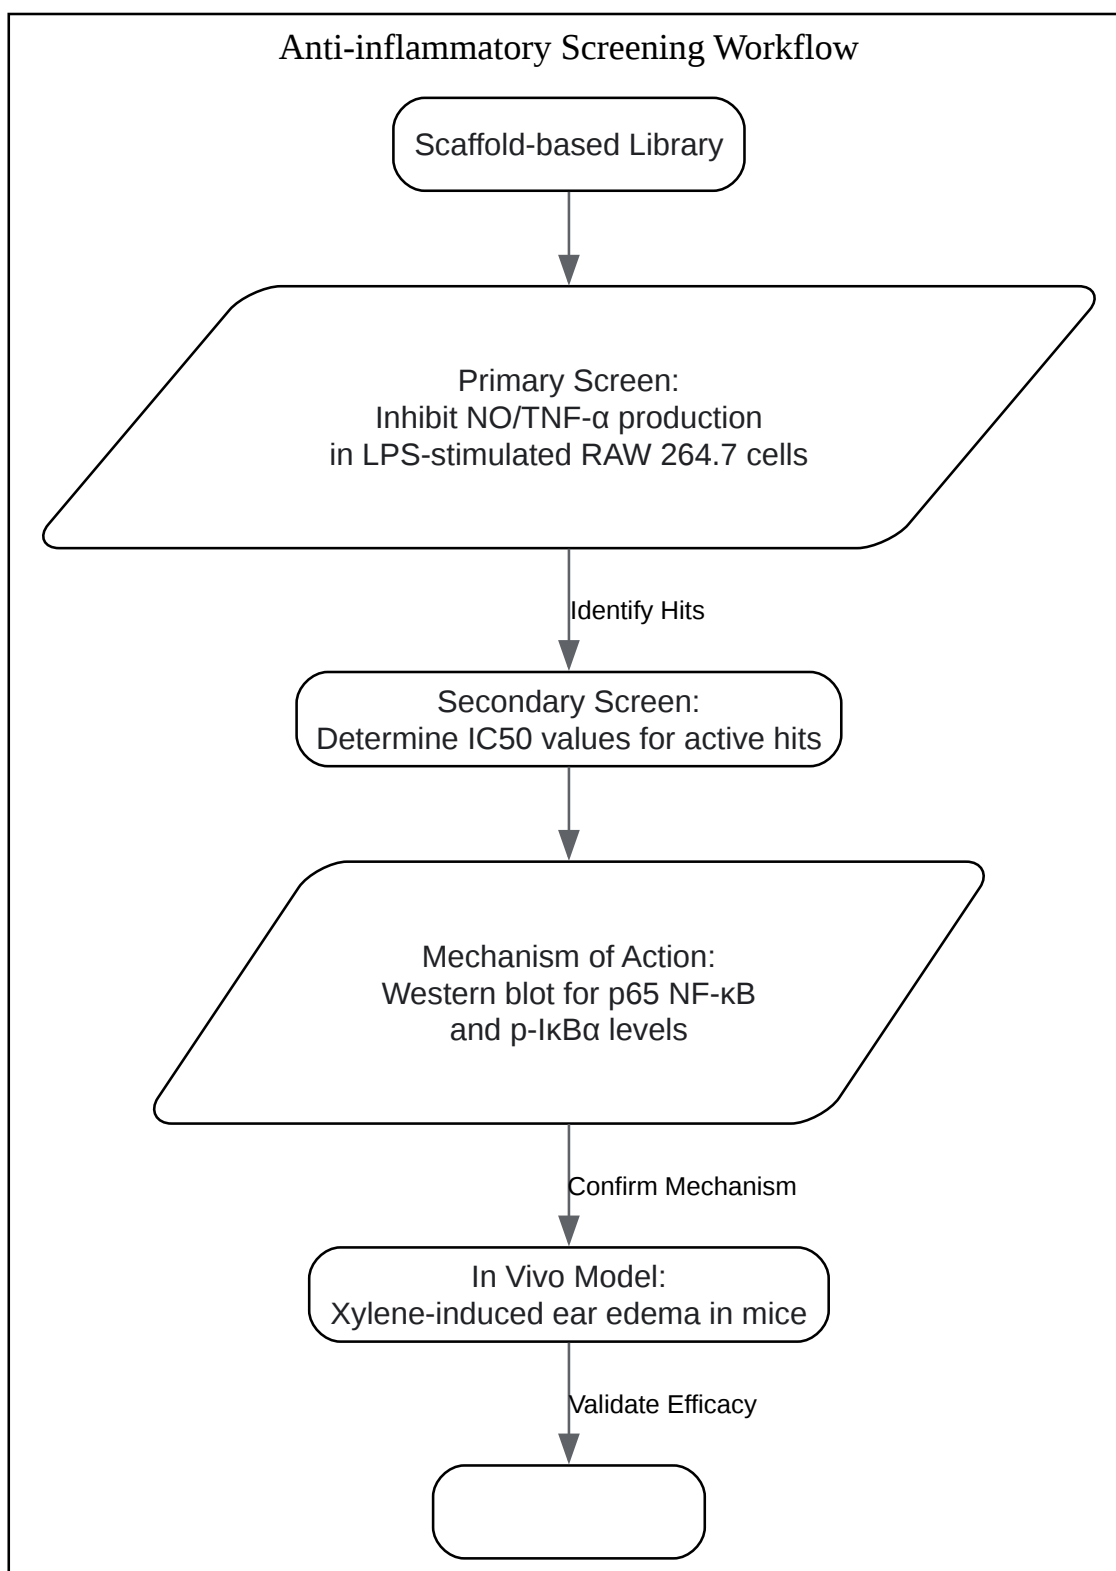 Anti-inflammatory Screening Workflow
Scaffold-based Library
Primary Screen:
Inhibit NO/TNF-α production
in LPS-stimulated RAW 264.7 cells
Identify Hits
Secondary Screen:
Determine IC50 values for active hits
Mechanism of Action:
Western blot for p65 NF-κB
and p-IκBα levels
Confirm Mechanism
In Vivo Model:
Xylene-induced ear edema in mice
Validate Efficacy